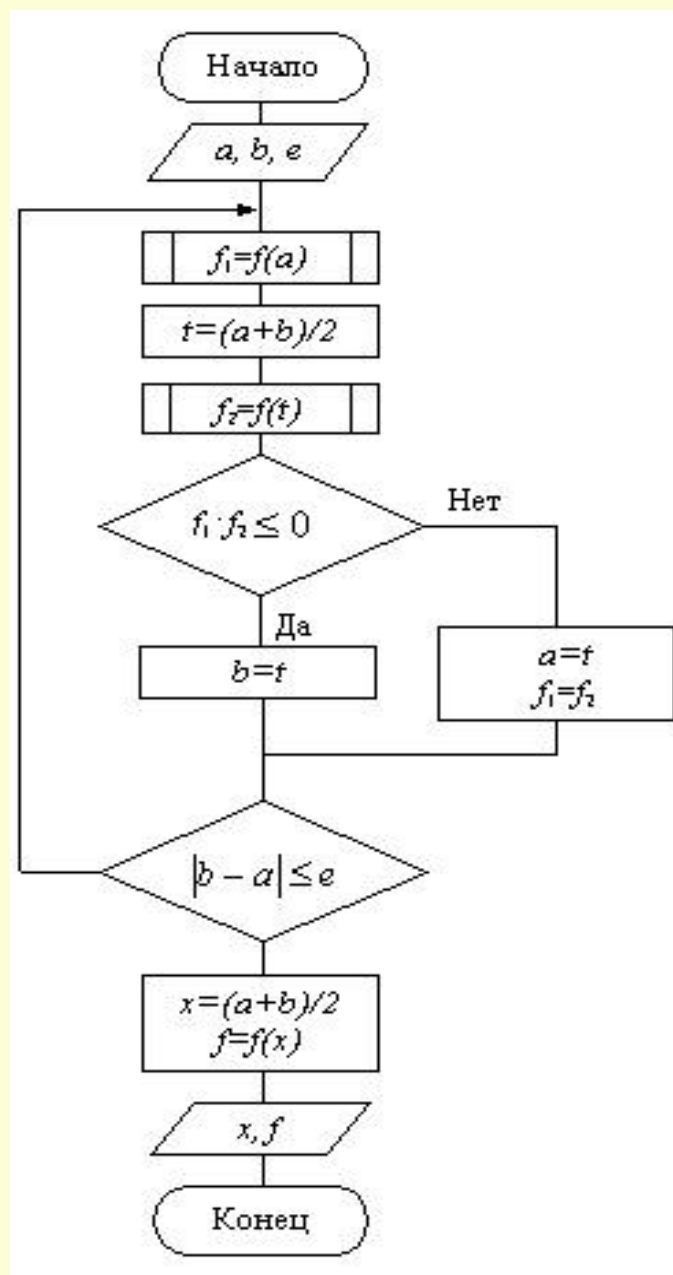 Начало
a, b, e
f₁=f(a)
t=(a+b)/2
f₂=f(t)
f₁·f₂ ≤ 0
Нет
Да
b=t
a=t
f₁=f₂
|b − a| ≤ e
x=(a+b)/2
f=f(x)
x, f
Конец